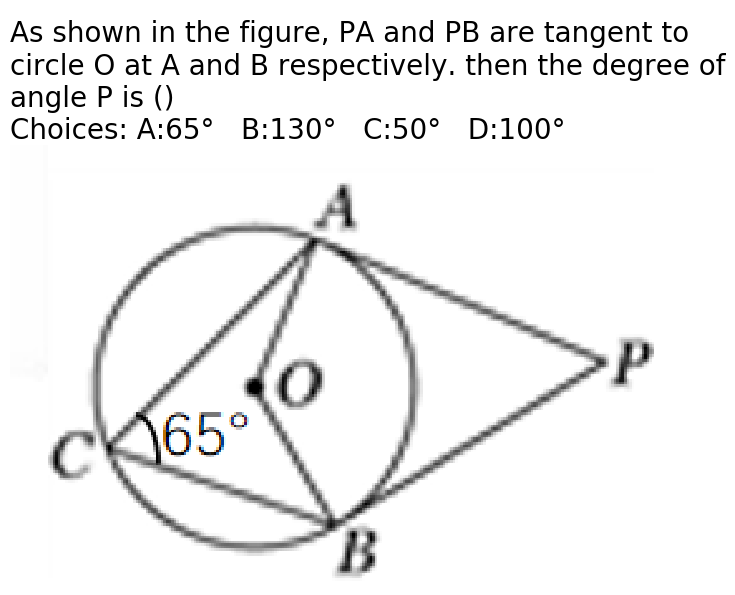 As shown in the figure, PA and PB are tangent to
circle O at A and B respectively. then the degree of
angle P is ()
Choices: A:65° B:130° C:50° D:100°
A
P
O
65°
C
B